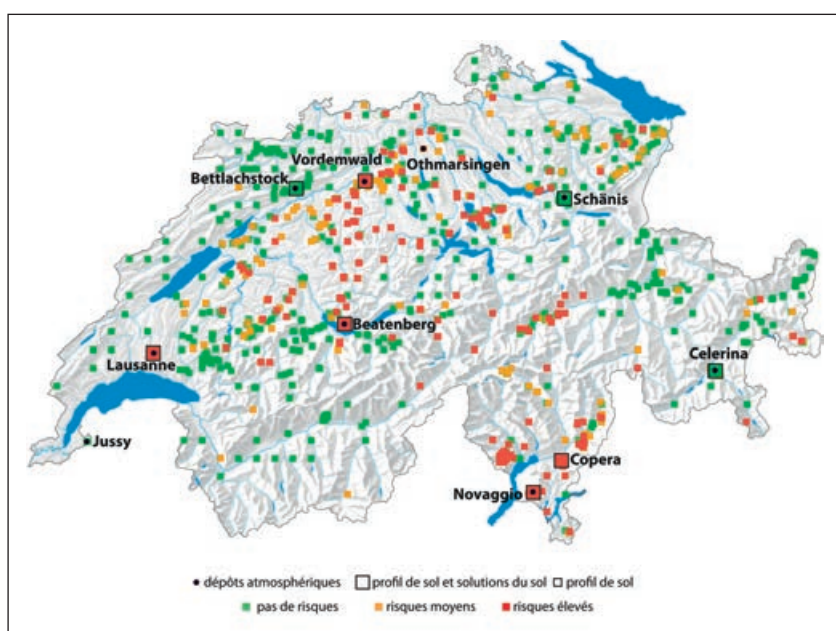 Vordemwald
Othmarsingen
Bettlachstock
Schänis
Beatenberg
Lausanne
Celerina
Jussy
Copera
Novaggio
dépôts atmosphériques profil de sol et solutions du sol profil de sol
pas de risques risques moyens risques élevés